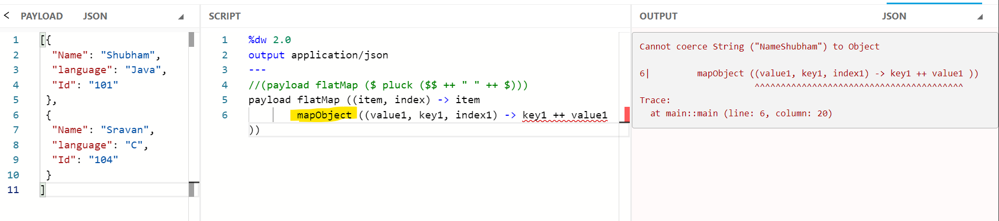 < PAYLOAD JSON
1 [{
2 "Name": "Shubham",
3 "language": "Java",
4 "Id": "101"
5 },
6 {
7 "Name": "Sravan",
8 "language": "C",
9 "Id": "104"
10 }
11 ]
SCRIPT
1 %dw 2.0
2 output application/json
3 ---
4 //(payload flatMap ($ pluck ($$ ++ " " ++ $)))
5 payload flatMap ((item, index) -> item
6 mapObject ((value1, key1, index1) -> key1 ++ value1
))
OUTPUT JSON
Cannot coerce String ("NameShubham") to Object
6| mapObject ((value1, key1, index1) -> key1 ++ value1 ))
^^^^^^^^^^^^^^^^^^^^^^^^^^^^^^^^^^^^^^^^
Trace:
at main::main (line: 6, column: 20)